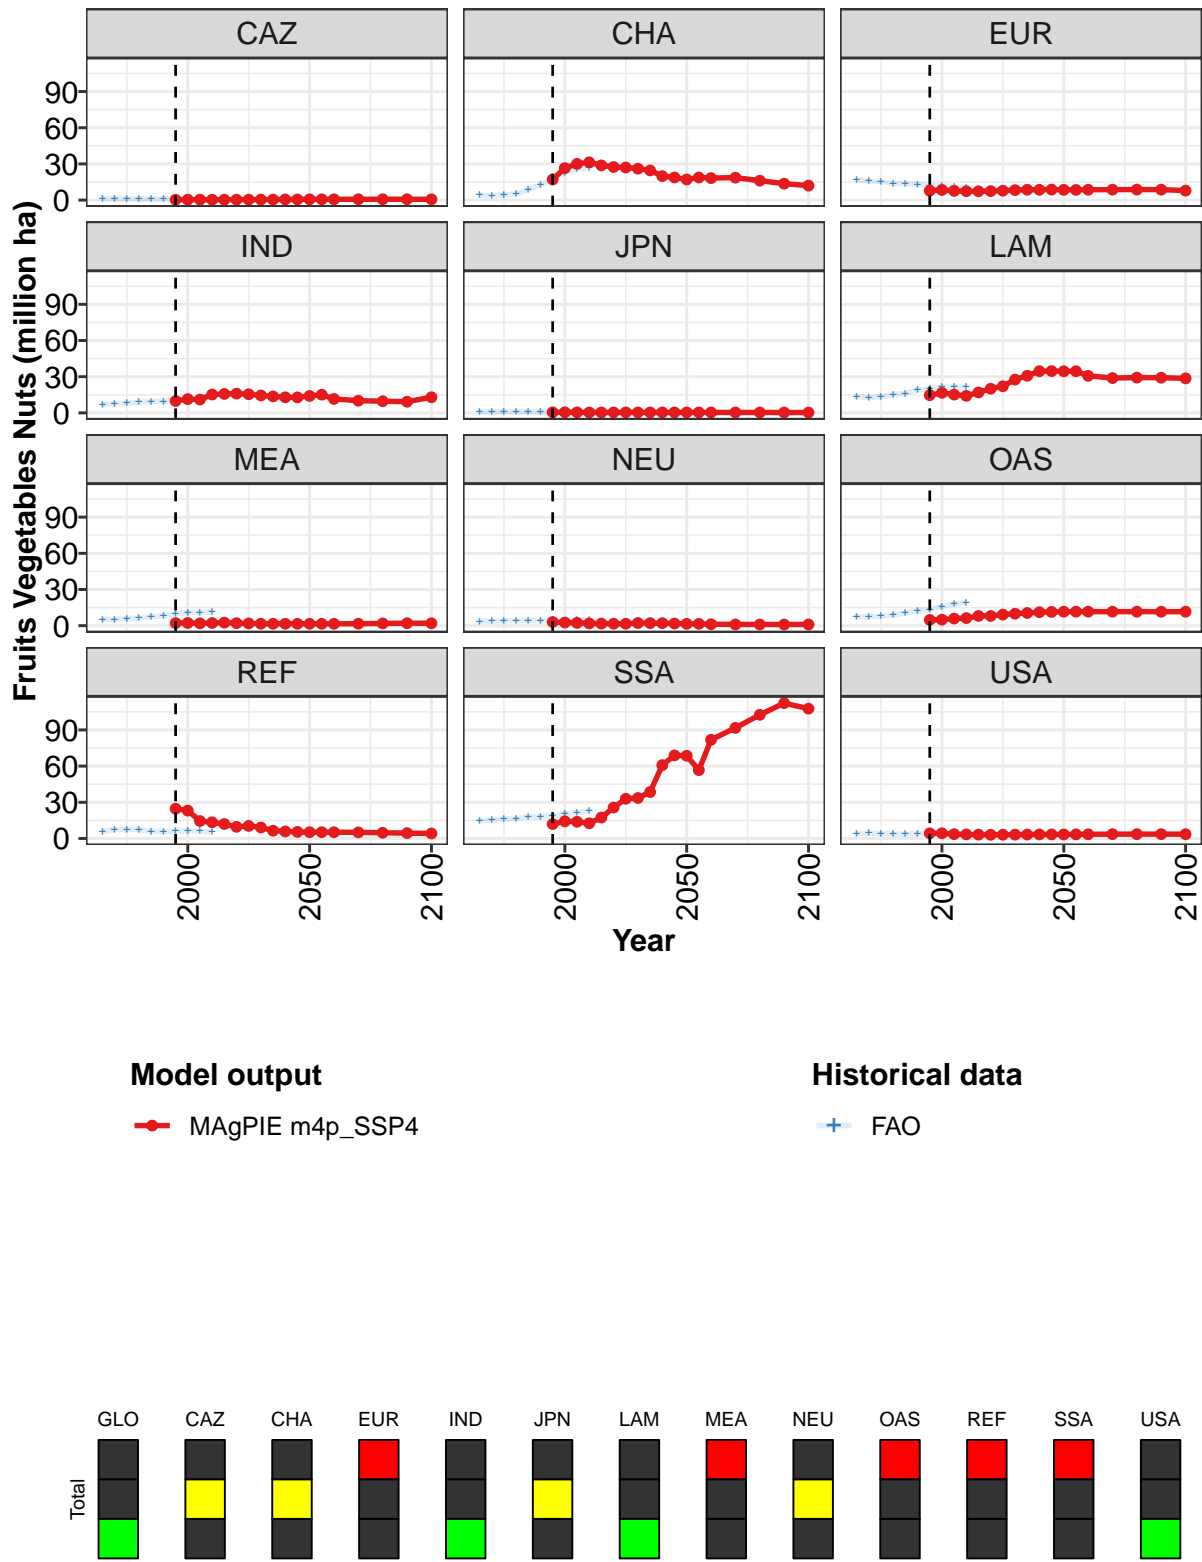 CAZ CHA EUR
90
60
30
0
IND JPN LAM
90
60
30
0
MEA NEU OAS
90
60
30
0
REF SSA USA
90
60
30
0
Fruits Vegetables Nuts (million ha)
2000 2050 2100 2000 2050 2100 2000 2050 2100
Year
Model output Historical data
MAgPIE m4p_SSP4 FAO
GLO CAZ CHA EUR IND JPN LAM MEA NEU OAS REF SSA USA
Total